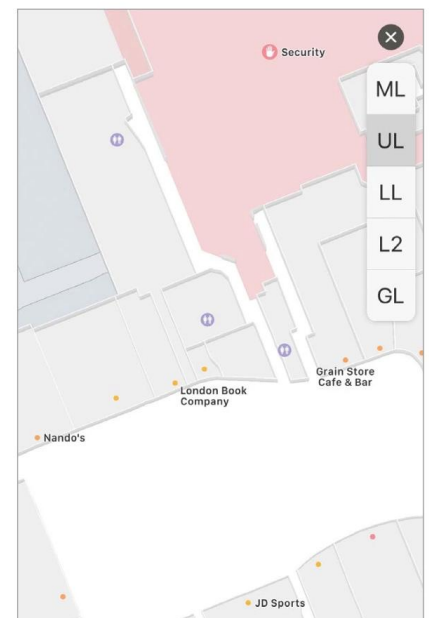 Security
ML
UL
LL
L2
GL
Grain Store
Cafe & Bar
London Book
Company
Nando's
JD Sports